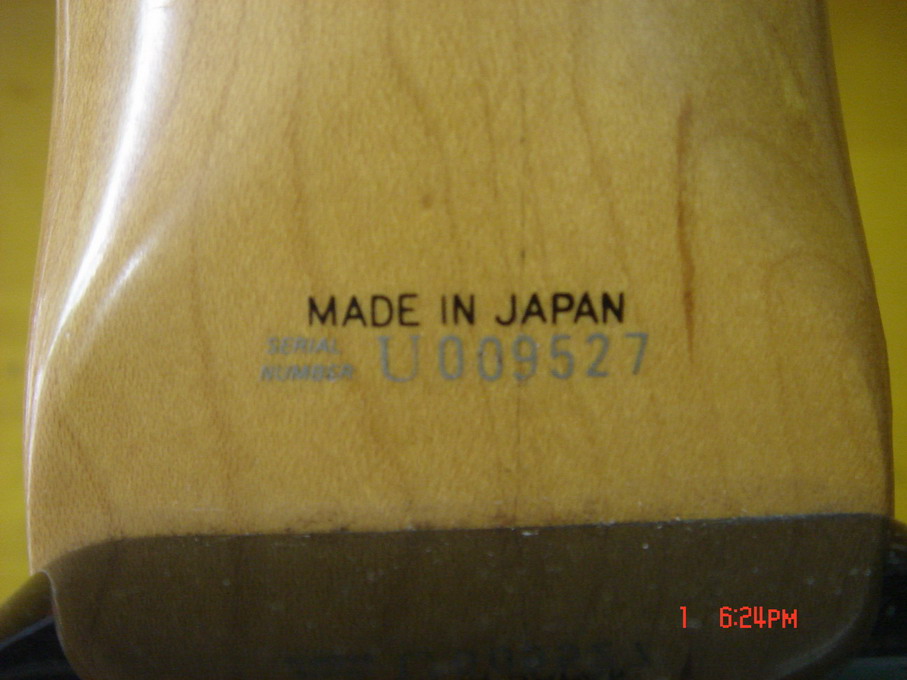 MADE IN JAPAN
SERIAL
NUMBER U009527
1 6:24PM